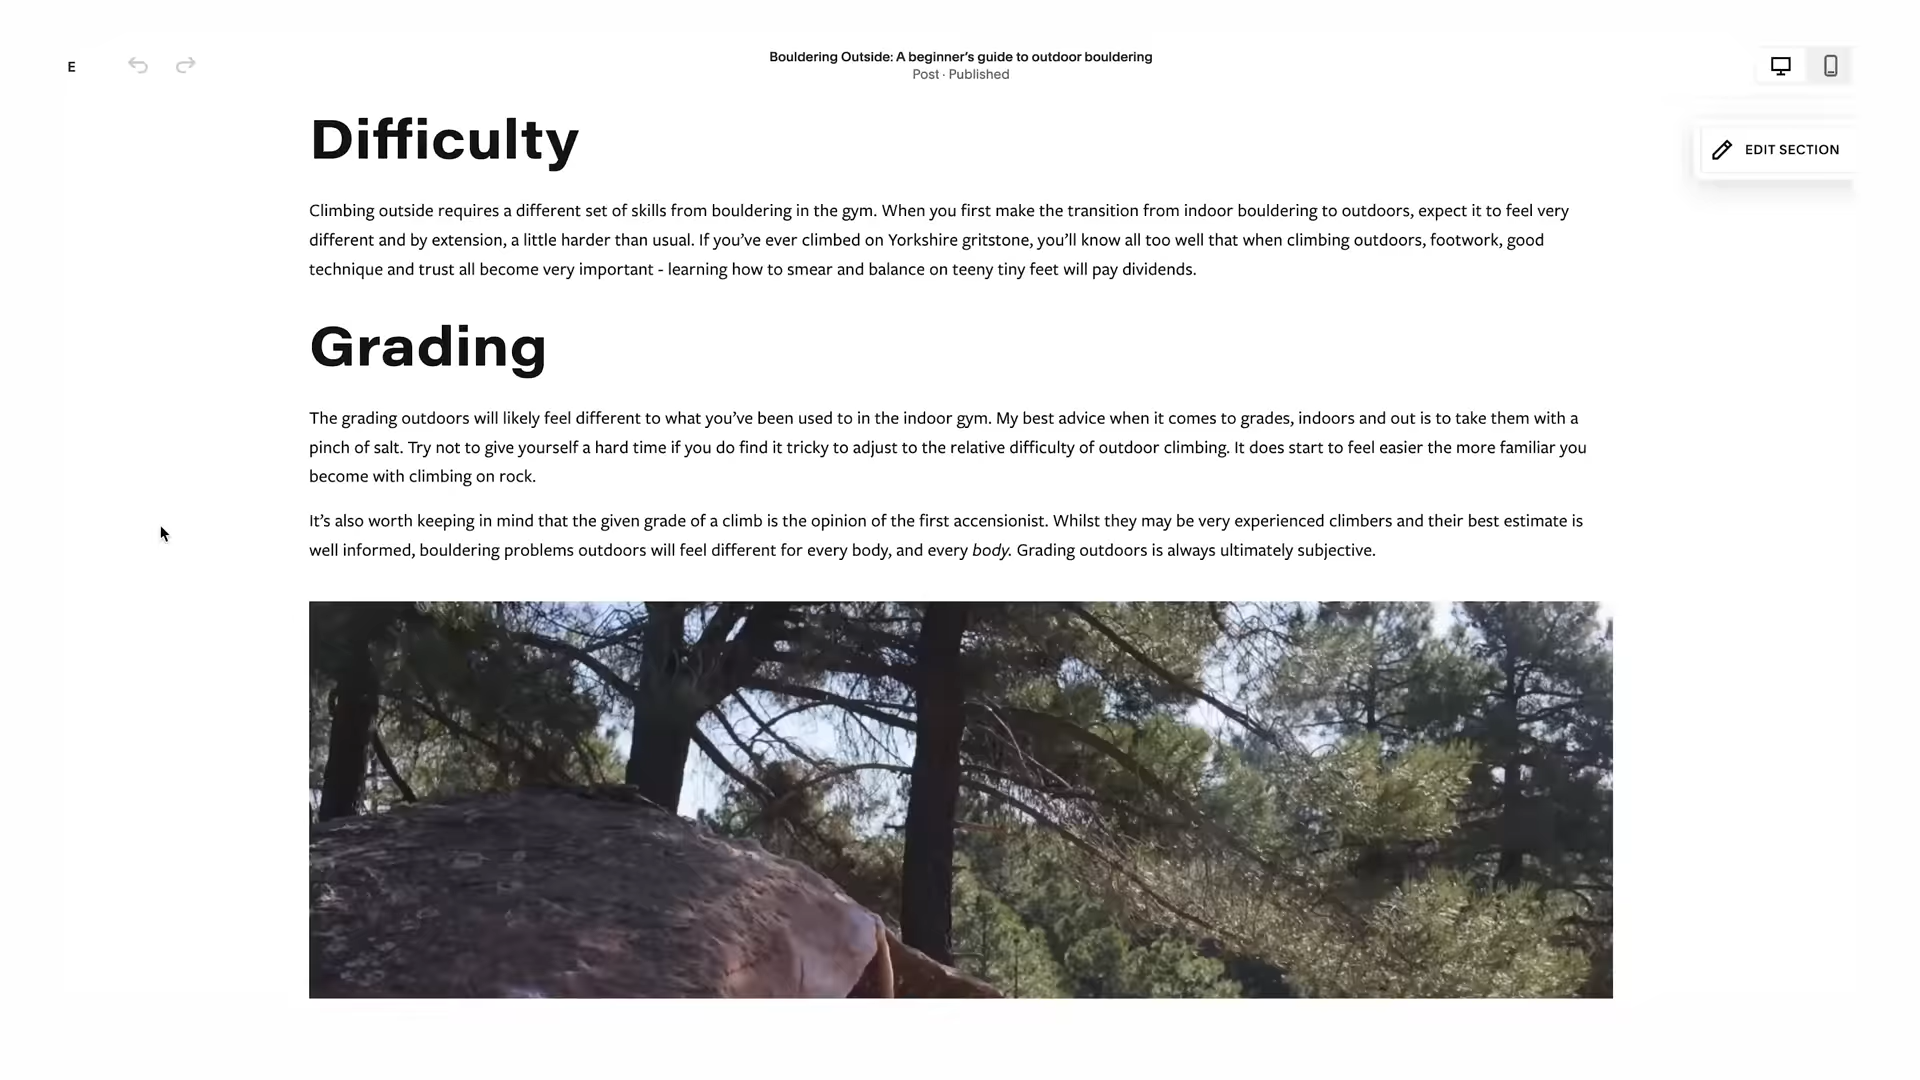 E
Bouldering Outside: A beginner's guide to outdoor bouldering
Post · Published
EDIT SECTION
Difficulty
Climbing outside requires a different set of skills from bouldering in the gym. When you first make the transition from indoor bouldering to outdoors, expect it to feel very
different and by extension, a little harder than usual. If you've ever climbed on Yorkshire gritstone, you'll know all too well that when climbing outdoors, footwork, good
technique and trust all become very important - learning how to smear and balance on teeny tiny feet will pay dividends.
Grading
The grading outdoors will likely feel different to what you've been used to in the indoor gym. My best advice when it comes to grades, indoors and out is to take them with a
pinch of salt. Try not to give yourself a hard time if you do find it tricky to adjust to the relative difficulty of outdoor climbing. It does start to feel easier the more familiar you
become with climbing on rock.
It's also worth keeping in mind that the given grade of a climb is the opinion of the first accensionist. Whilst they may be very experienced climbers and their best estimate is
well informed, bouldering problems outdoors will feel different for every body, and every body. Grading outdoors is always ultimately subjective.